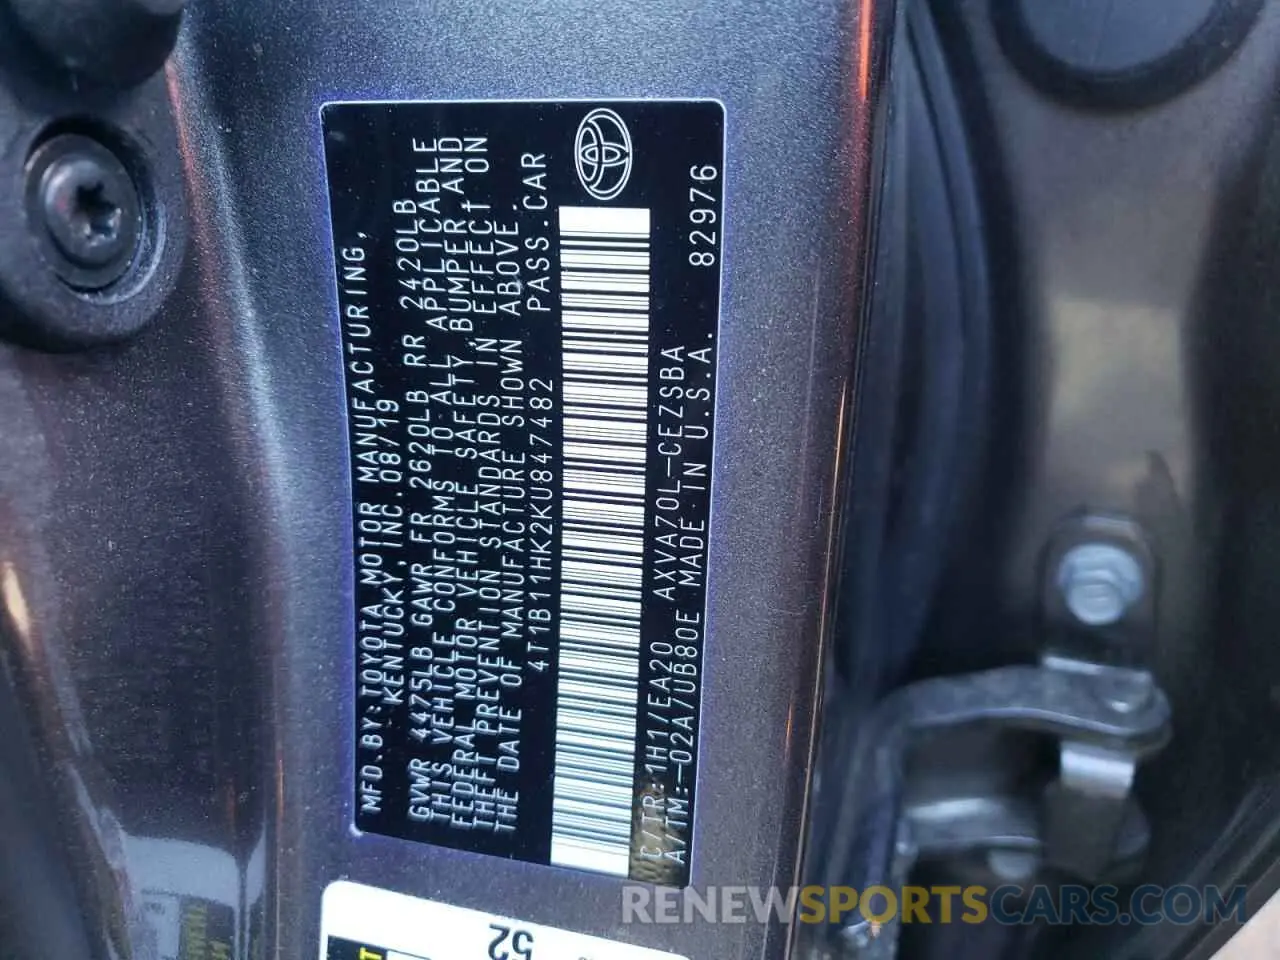 MFD.BY:TOYOTA MOTOR MANUFACTURING,
KENTUCKY,INC.08/19
GVWR 4475LB GAWR FR 2620LB RR 2420LB
THIS VEHICLE CONFORMS TO ALL APPLICABLE
FEDERAL MOTOR VEHICLE SAFETY,BUMPER,AND
THEFT PREVENTION STANDARDS IN EFFECT ON
THE DATE OF MANUFACTURE SHOWN ABOVE.
4T1B11HK2KU847482 PASS.CAR
C/TR:1H1/EA20 AXVA70L-CEZSBA
A/TM:-02A/UB80E MADE IN U.S.A. 82976
52
RENEWSPORTSCARS.COM